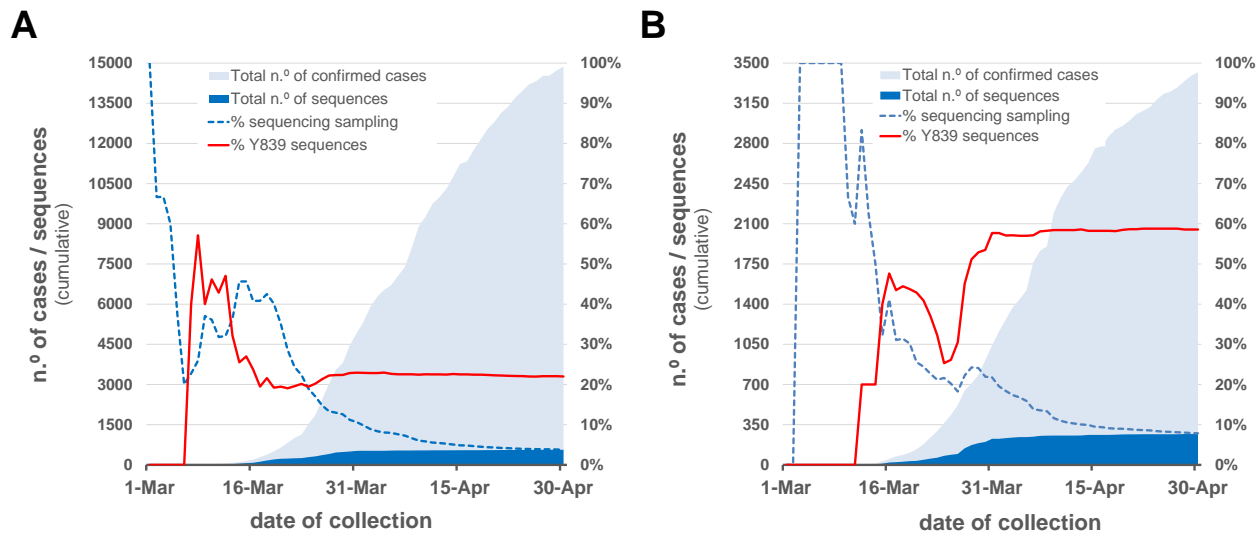 A
n.º of cases / sequences
(cumulative)
15000
13500
12000
10500
9000
7500
6000
4500
3000
1500
0
Total n.º of confirmed cases
Total n.º of sequences
% sequencing sampling
% Y839 sequences
100%
90%
80%
70%
60%
50%
40%
30%
20%
10%
0%
1-Mar 16-Mar 31-Mar 15-Apr 30-Apr
date of collection
B
n.º of cases / sequences
(cumulative)
3500
3150
2800
2450
2100
1750
1400
1050
700
350
0
Total n.º of confirmed cases
Total n.º of sequences
% sequencing sampling
% Y839 sequences
100%
90%
80%
70%
60%
50%
40%
30%
20%
10%
0%
1-Mar 16-Mar 31-Mar 15-Apr 30-Apr
date of collection